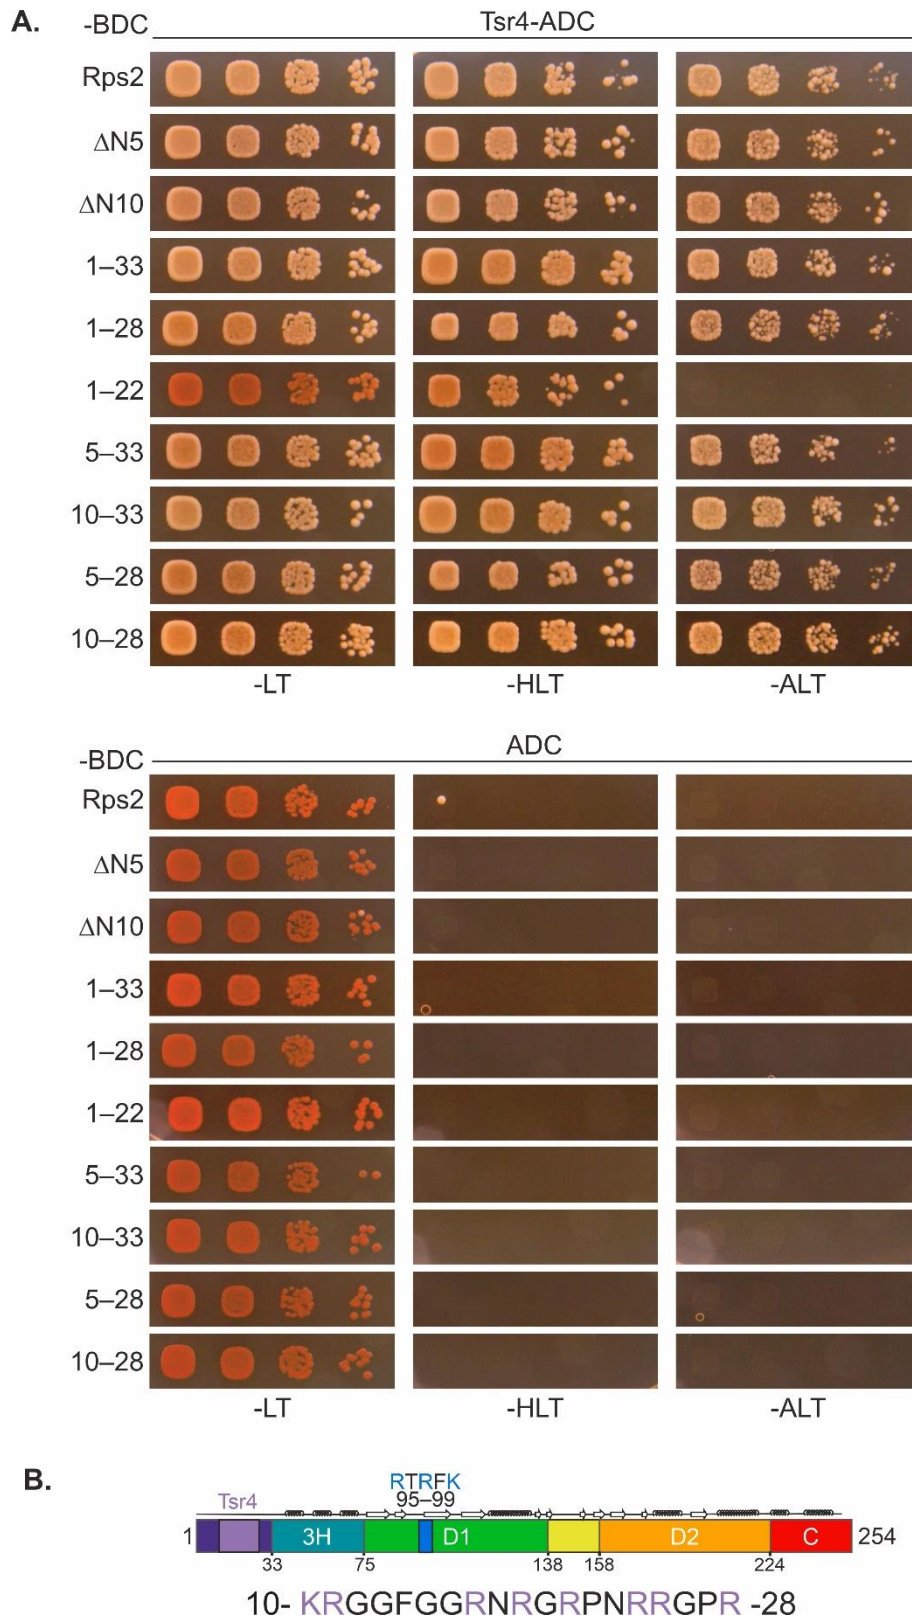 A.
-BDC
Tsr4-ADC
Rps2
ΔN5
ΔN10
1–33
1–28
1–22
5–33
10–33
5–28
10–28
-LT
-HLT
-ALT
-BDC
ADC
Rps2
ΔN5
ΔN10
1–33
1–28
1–22
5–33
10–33
5–28
10–28
-LT
-HLT
-ALT
B.
RTRFK
Tsr4
95–99
1
3H
D1
D2
C
254
33
75
138
158
224
10- KRGGFGGRNRGRPNRRGPR -28